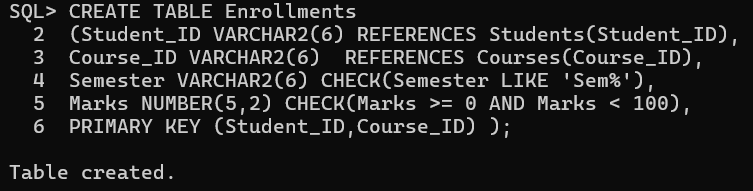 SQL> CREATE TABLE Enrollments
  2  (Student_ID VARCHAR2(6) REFERENCES Students(Student_ID),
  3  Course_ID VARCHAR2(6)  REFERENCES Courses(Course_ID),
  4  Semester VARCHAR2(6) CHECK(Semester LIKE 'Sem%'),
  5  Marks NUMBER(5,2) CHECK(Marks >= 0 AND Marks < 100),
  6  PRIMARY KEY (Student_ID,Course_ID) );

Table created.